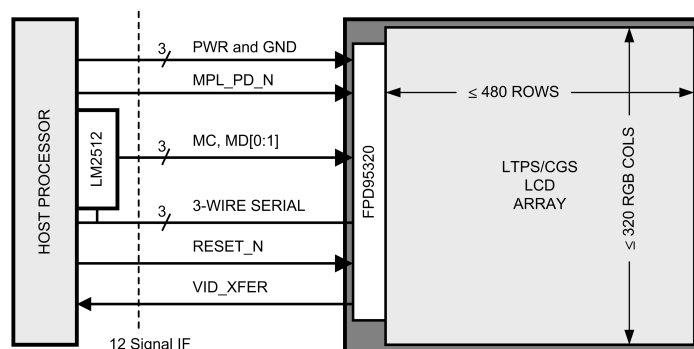 HOST PROCESSOR
LM2512
3 PWR and GND
MPL_PD_N
3 MC, MD[0:1]
3 3-WIRE SERIAL
RESET_N
VID_XFER
12 Signal IF
FPD95320
≤ 480 ROWS
LTPS/CGS
LCD
ARRAY
≤ 320 RGB COLS